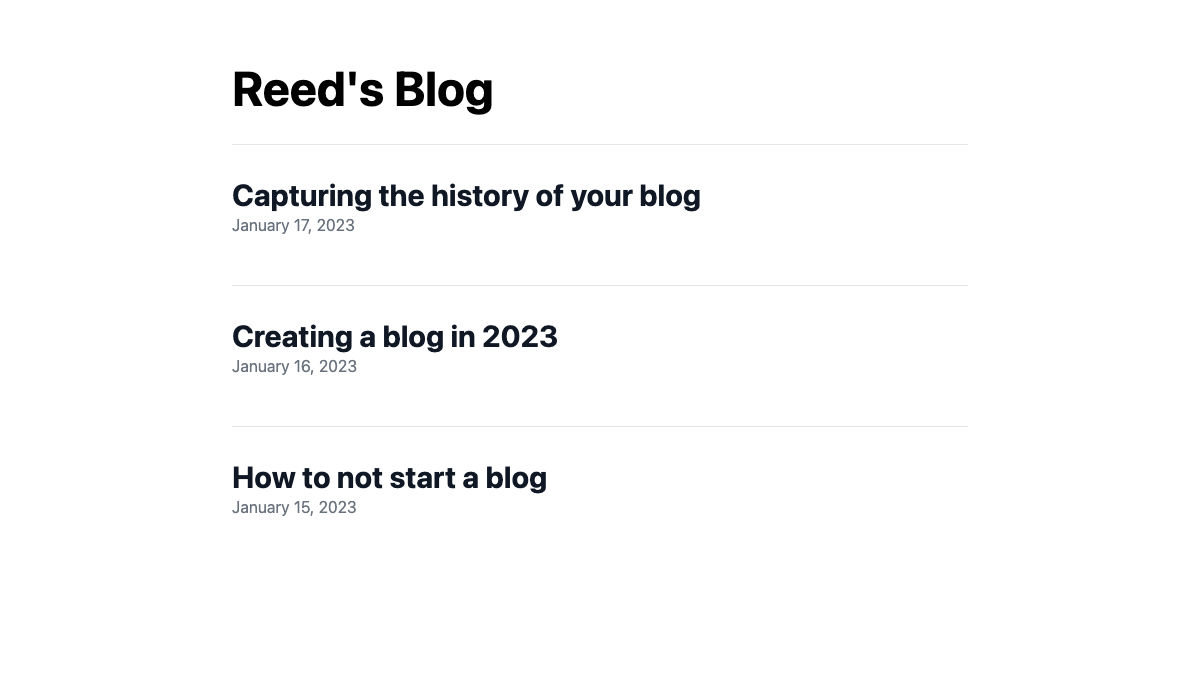 Reed's Blog
Capturing the history of your blog
January 17, 2023
Creating a blog in 2023
January 16, 2023
How to not start a blog
January 15, 2023